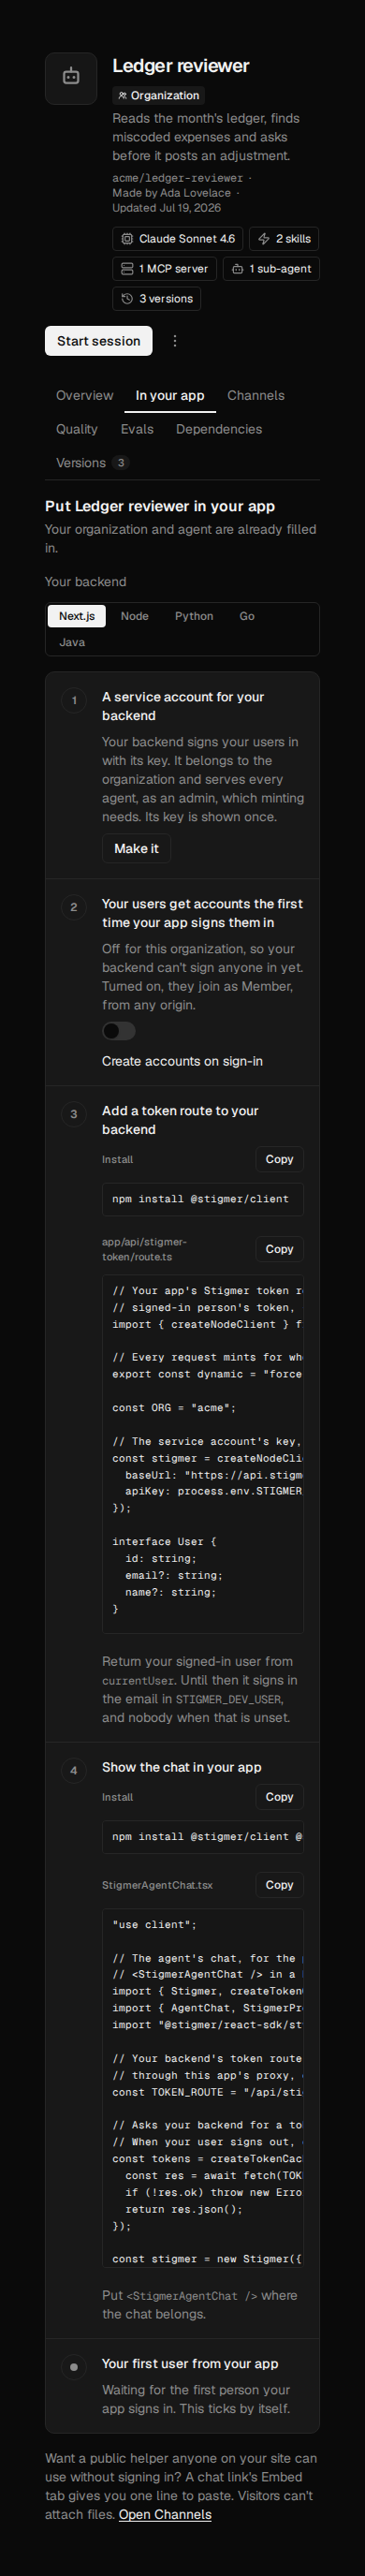 Ledger reviewer
Organization
Reads the month's ledger, finds
miscoded expenses and asks
before it posts an adjustment.
acme/ledger-reviewer ·
Made by Ada Lovelace ·
Updated Jul 19, 2026
Claude Sonnet 4.6
2 skills
1 MCP server
1 sub-agent
3 versions
Start session
Overview
In your app
Channels
Quality
Evals
Dependencies
Versions 3
Put Ledger reviewer in your app
Your organization and agent are already filled
in.
Your backend
Next.js
Node
Python
Go
Java
1
A service account for your
backend
Your backend signs your users in
with its key. It belongs to the
organization and serves every
agent, as an admin, which minting
needs. Its key is shown once.
Make it
2
Your users get accounts the first
time your app signs them in
Off for this organization, so your
backend can't sign anyone in yet.
Turned on, they join as Member,
from any origin.
Create accounts on sign-in
3
Add a token route to your
backend
Install
Copy
npm install @stigmer/client
app/api/stigmer-
token/route.ts
Copy
// Your app's Stigmer token r
// signed-in person's token,
import { createNodeClient } f
// Every request mints for wh
export const dynamic = "force
const ORG = "acme";
// The service account's key,
const stigmer = createNodeCli
baseUrl: "https://api.stigm
apiKey: process.env.STIGMER
});
interface User {
id: string;
email?: string;
name?: string;
}
Return your signed-in user from
currentUser. Until then it signs in
the email in STIGMER_DEV_USER,
and nobody when that is unset.
4
Show the chat in your app
Install
Copy
npm install @stigmer/client @
StigmerAgentChat.tsx
Copy
"use client";
// The agent's chat, for the
// <StigmerAgentChat /> in a
import { Stigmer, createToken
import { AgentChat, StigmerPr
import "@stigmer/react-sdk/st
// Your backend's token route
// through this app's proxy,
const TOKEN_ROUTE = "/api/sti
// Asks your backend for a to
// When your user signs out,
const tokens = createTokenCac
const res = await fetch(TOK
if (!res.ok) throw new Erro
return res.json();
});
const stigmer = new Stigmer({
Put <StigmerAgentChat /> where
the chat belongs.
Your first user from your app
Waiting for the first person your
app signs in. This ticks by itself.
Want a public helper anyone on your site can
use without signing in? A chat link's Embed
tab gives you one line to paste. Visitors can't
attach files. Open Channels